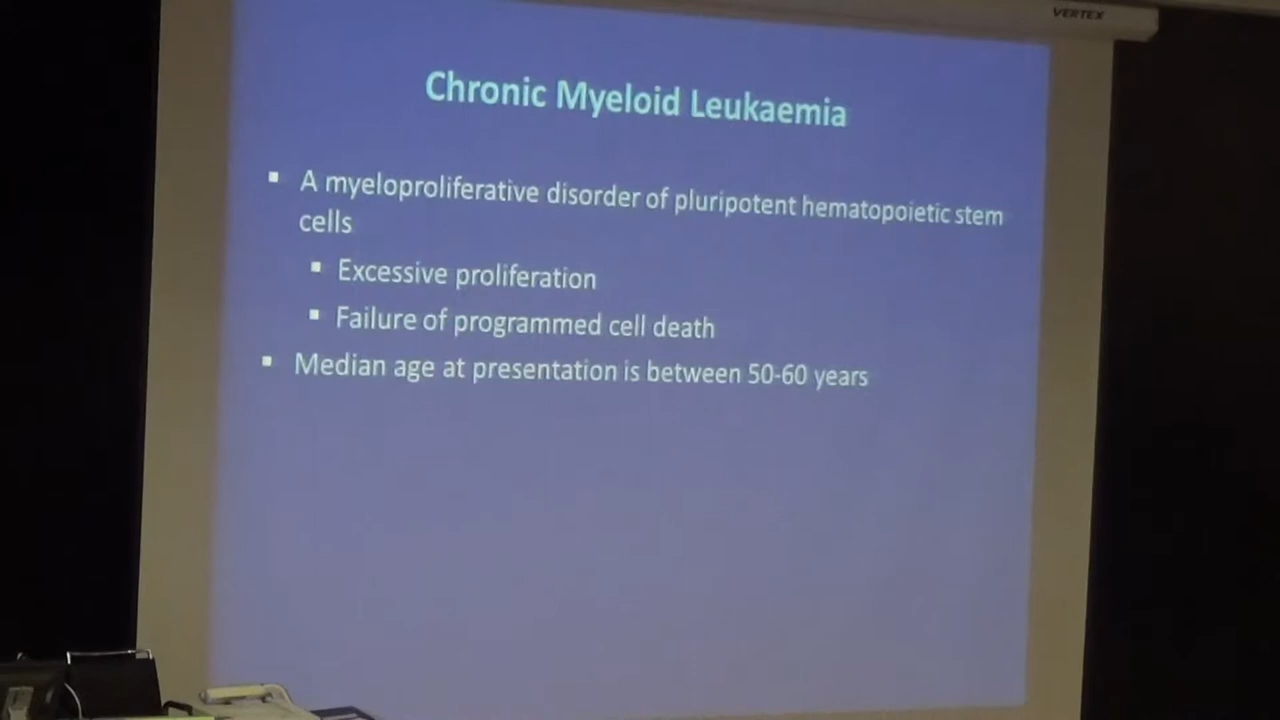 VERTEX
Chronic Myeloid Leukaemia
▪ A myeloproliferative disorder of pluripotent hematopoietic stem
cells
▪ Excessive proliferation
▪ Failure of programmed cell death
▪ Median age at presentation is between 50-60 years